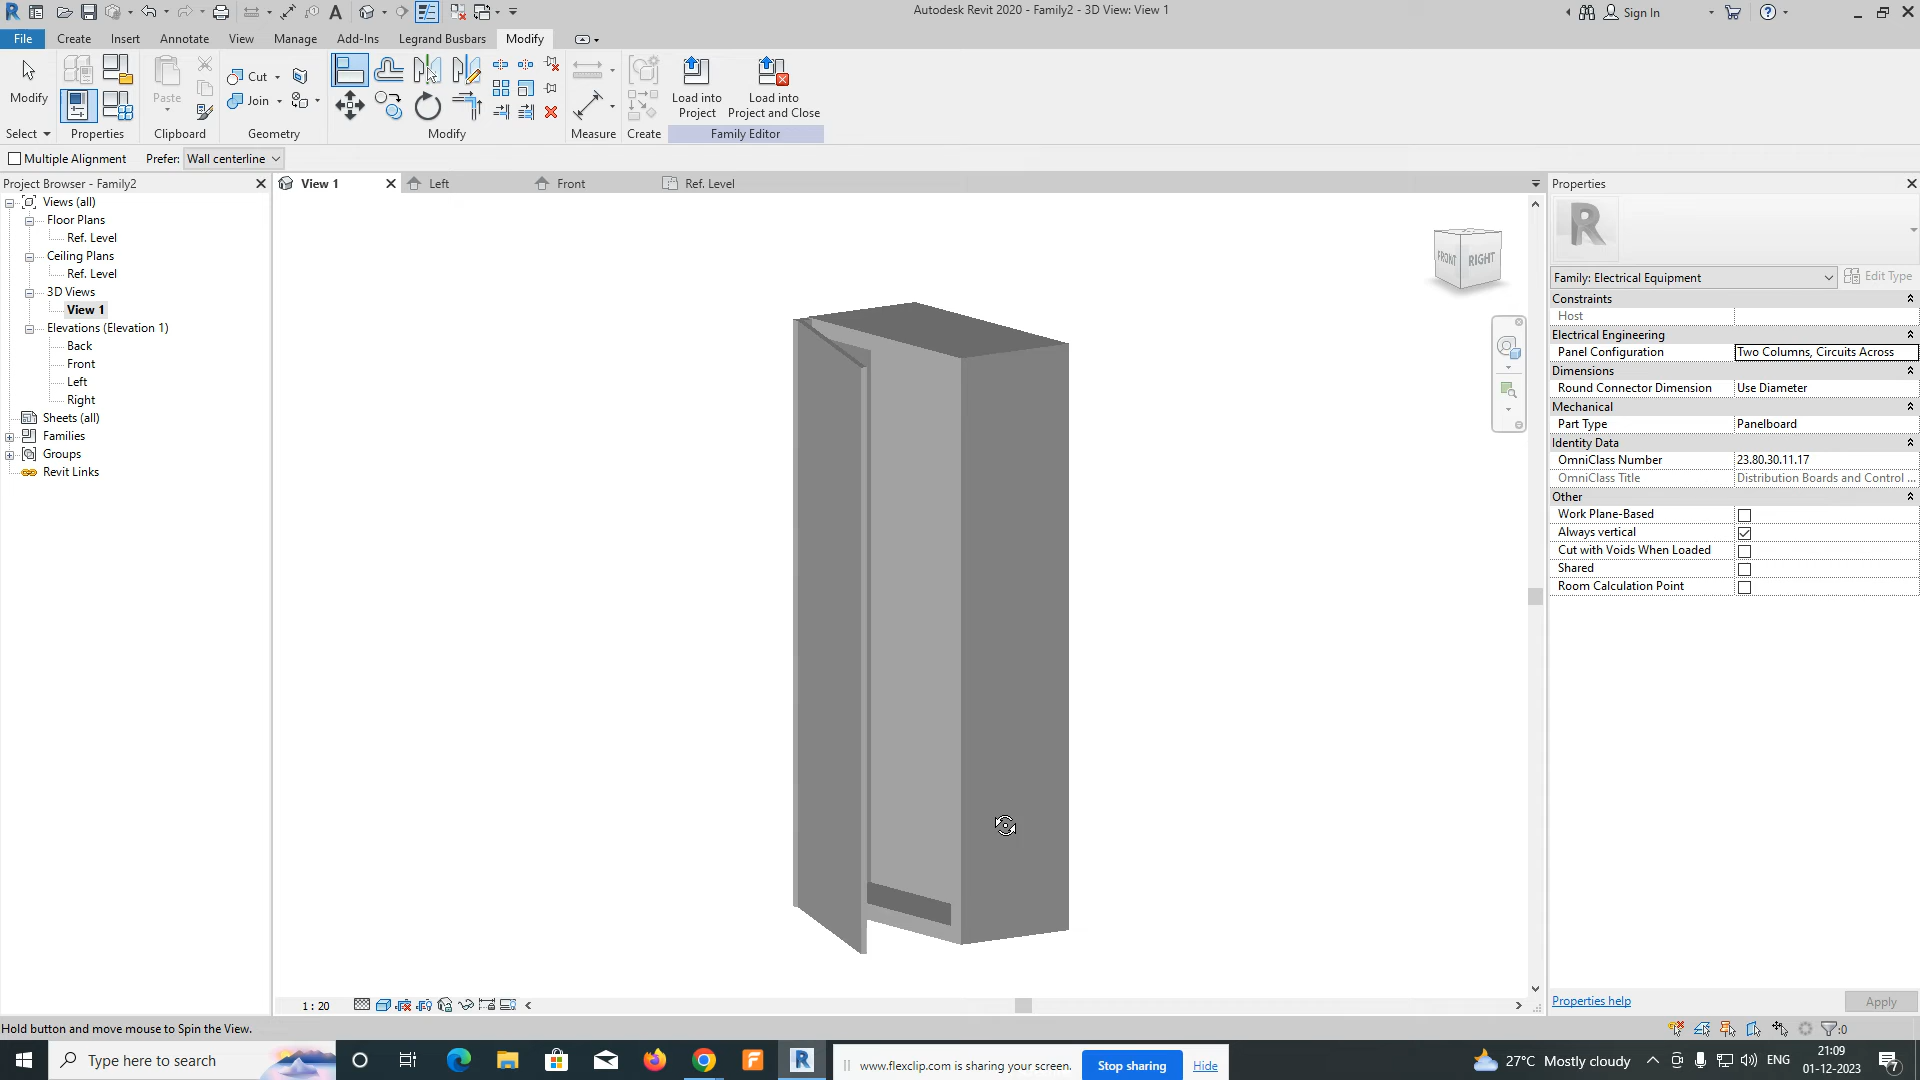 Autodesk Revit 2020 - Family2 - 3D View: View 1
Sign In
File Create Insert Annotate View Manage Add-Ins Legrand Busbars Modify
Modify
Paste
Cut
Join
Load into
Project
Load into
Project and Close
Select Properties Clipboard Geometry Modify Measure Create Family Editor
Multiple Alignment Prefer: Wall centerline
Project Browser - Family2
Views (all)
Floor Plans
Ref. Level
Ceiling Plans
Ref. Level
3D Views
View 1
Elevations (Elevation 1)
Back
Front
Left
Right
Sheets (all)
Families
Groups
Revit Links
View 1 Left Front Ref. Level
FRONT RIGHT
Properties
R
Family: Electrical Equipment Edit Type
Constraints
Host
Electrical Engineering
Panel Configuration Two Columns, Circuits Across
Dimensions
Round Connector Dimension Use Diameter
Mechanical
Part Type Panelboard
Identity Data
OmniClass Number 23.80.30.11.17
OmniClass Title Distribution Boards and Control ...
Other
Work Plane-Based
Always vertical
Cut with Voids When Loaded
Shared
Room Calculation Point
Properties help Apply
1 : 20
Hold button and move mouse to Spin the View.
:0
Type here to search
www.flexclip.com is sharing your screen. Stop sharing Hide
27°C Mostly cloudy
ENG
21:09
01-12-2023
7